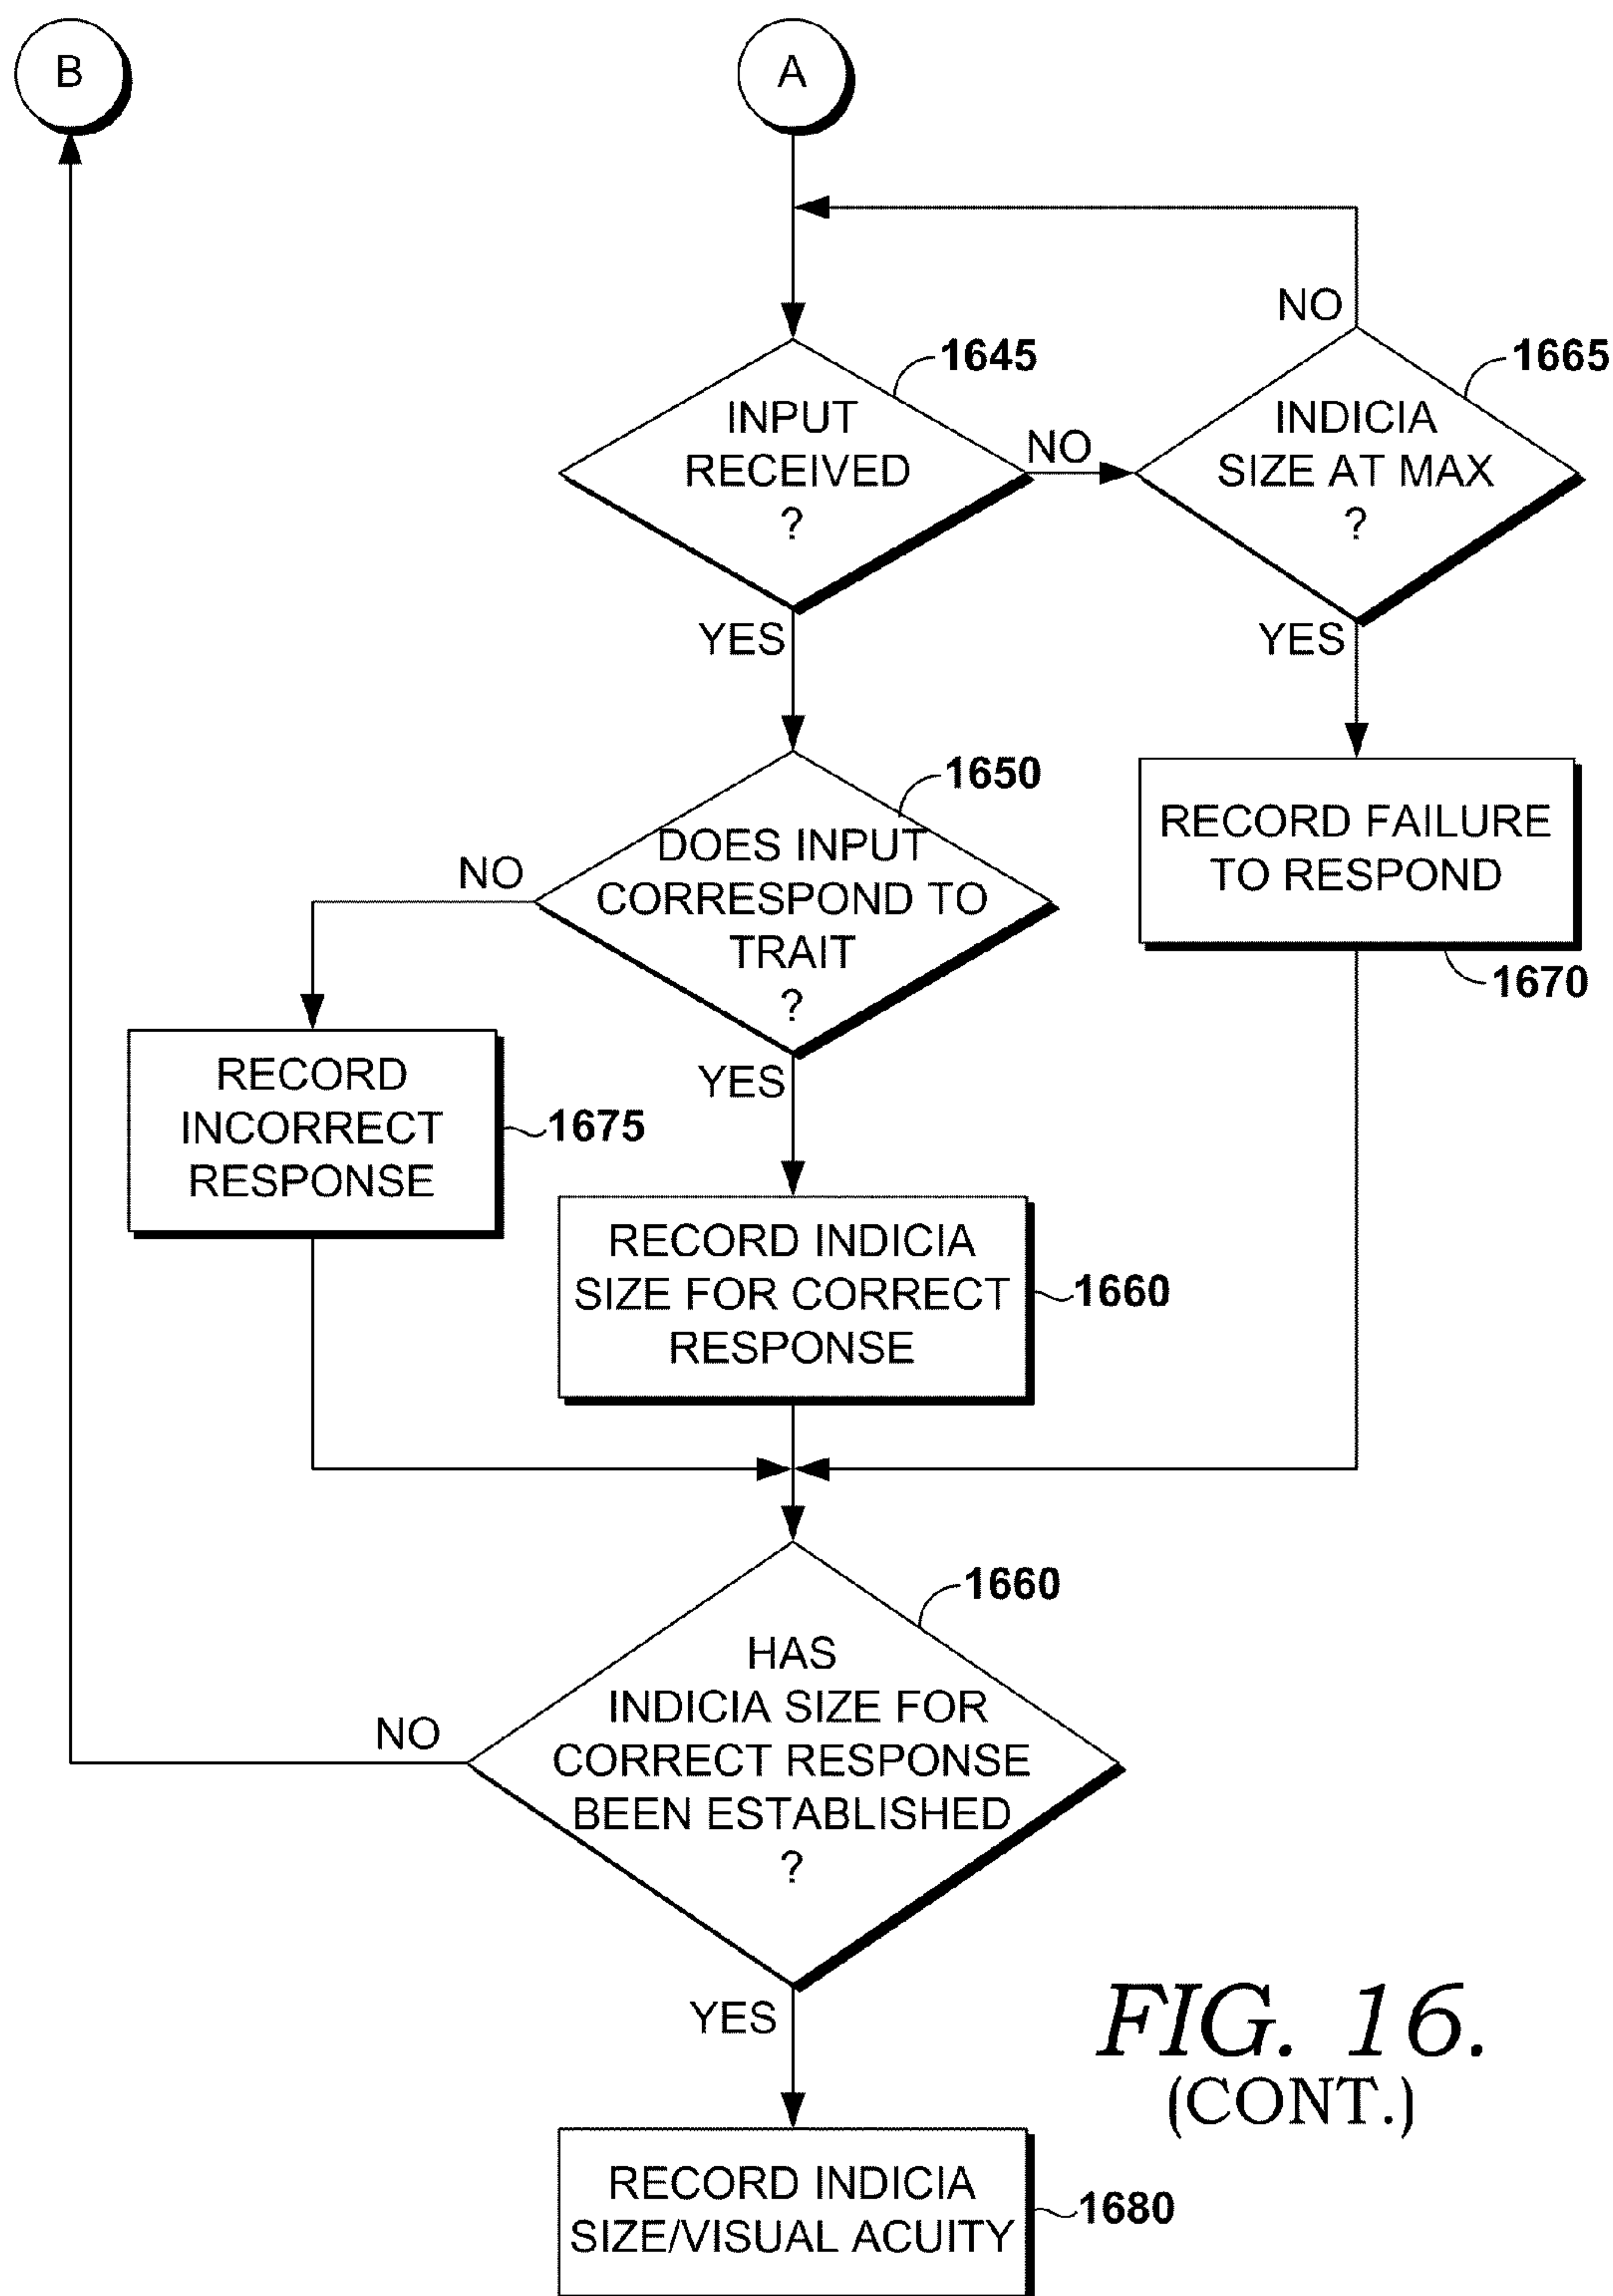 B
A
NO
1645
1665
INPUT
RECEIVED
?
NO
INDICIA
SIZE AT MAX
?
YES
YES
1650
DOES INPUT
CORRESPOND TO
TRAIT
?
NO
RECORD FAILURE
TO RESPOND
1670
RECORD
INCORRECT
RESPONSE
1675
YES
RECORD INDICIA
SIZE FOR CORRECT
RESPONSE
1660
1660
HAS
INDICIA SIZE FOR
CORRECT RESPONSE
BEEN ESTABLISHED
?
NO
YES
FIG. 16.
(CONT.)
RECORD INDICIA
SIZE/VISUAL ACUITY
1680